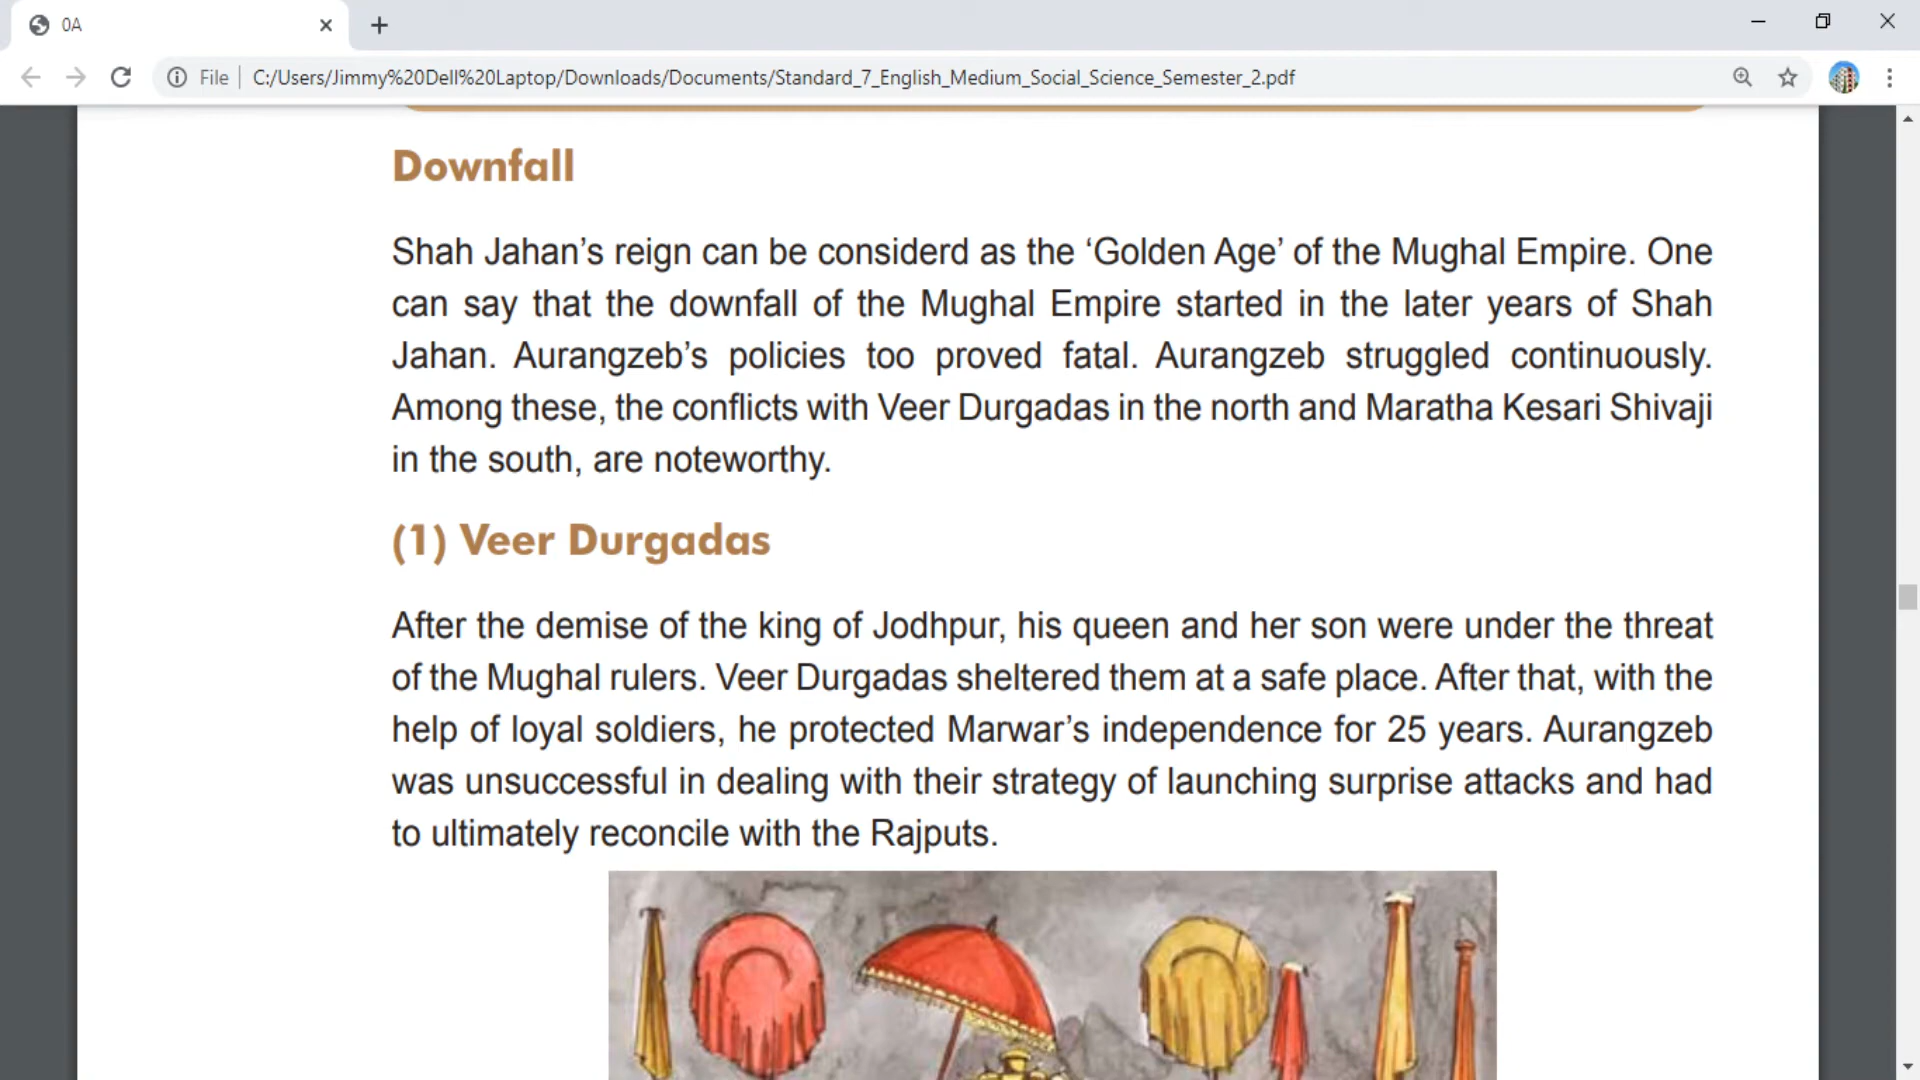 0A
File
C:/Users/Jimmy%20Dell%20Laptop/Downloads/Documents/Standard_7_English_Medium_Social_Science_Semester_2.pdf
Downfall
Shah Jahan’s reign can be considerd as the ‘Golden Age’ of the Mughal Empire. One
can say that the downfall of the Mughal Empire started in the later years of Shah
Jahan. Aurangzeb’s policies too proved fatal. Aurangzeb struggled continuously.
Among these, the conflicts with Veer Durgadas in the north and Maratha Kesari Shivaji
in the south, are noteworthy.
(1) Veer Durgadas
After the demise of the king of Jodhpur, his queen and her son were under the threat
of the Mughal rulers. Veer Durgadas sheltered them at a safe place. After that, with the
help of loyal soldiers, he protected Marwar’s independence for 25 years. Aurangzeb
was unsuccessful in dealing with their strategy of launching surprise attacks and had
to ultimately reconcile with the Rajputs.